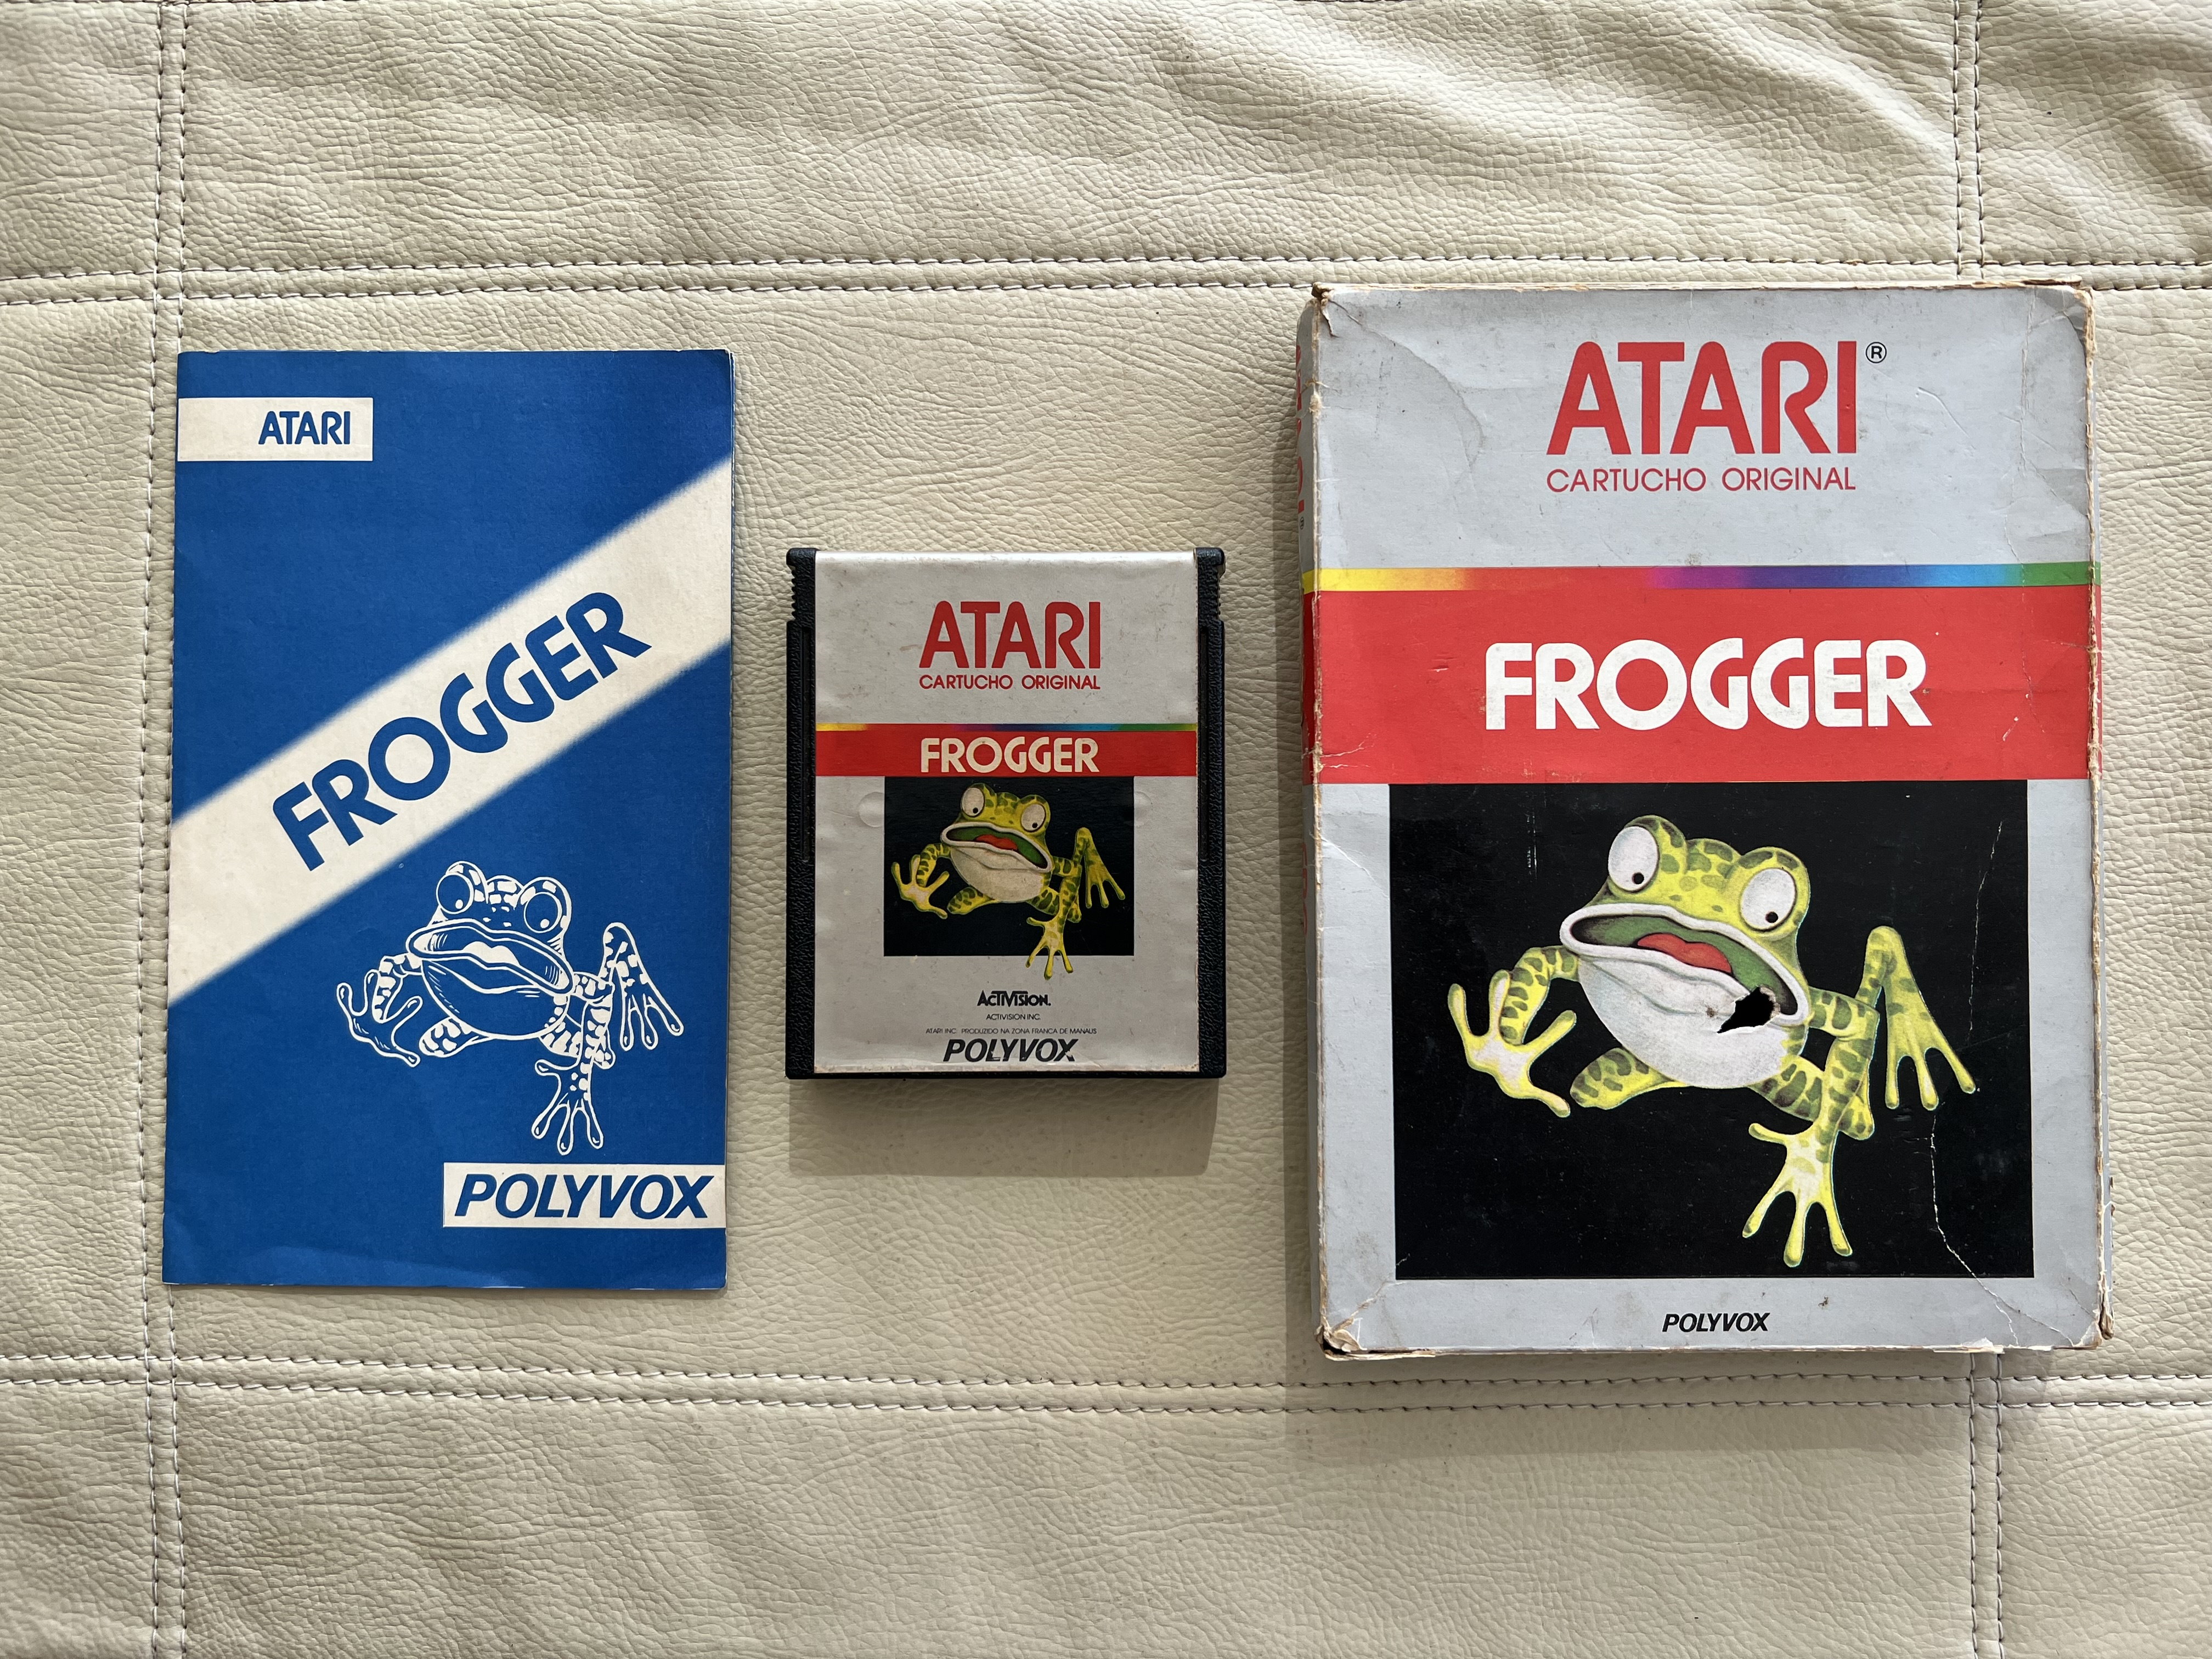 ATARI
FROGGER
POLYVOX
ATARI
CARTUCHO ORIGINAL
FROGGER
ACTIVISION.
ACTIVISION INC.
ATARI INC. PRODUZIDO NA ZONA FRANCA DE MANAUS
POLYVOX
ATARI®
CARTUCHO ORIGINAL
FROGGER
POLYVOX